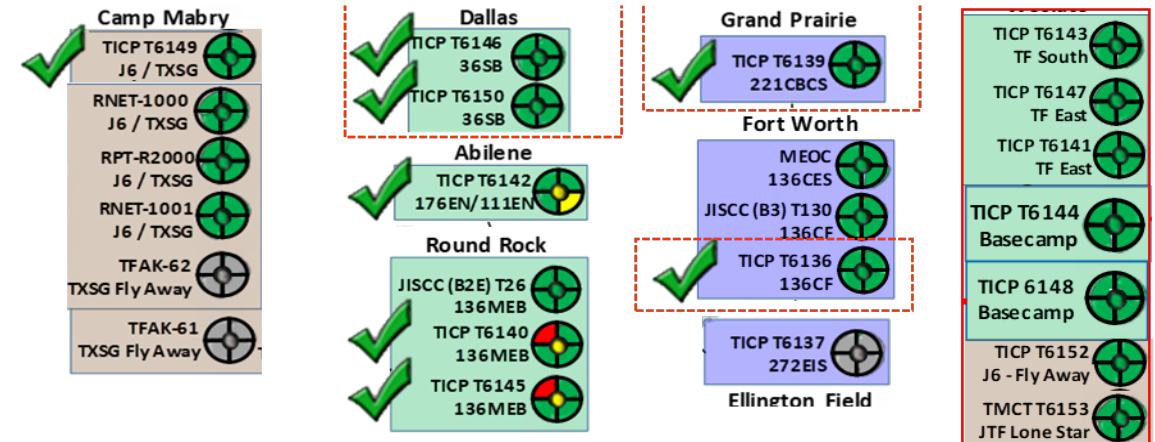 Camp Mabry
TICP T6149
J6 / TXSG
RNET-1000
J6 / TXSG
RPT-R2000
J6 / TXSG
RNET-1001
J6 / TXSG
TFAK-62
TXSG Fly Away
TFAK-61
TXSG Fly Away
Dallas
TICP T6146
36SB
TICP T6150
36SB
Abilene
TICP T6142
176EN/111EN
Round Rock
JISCC (B2E) T26
136MEB
TICP T6140
136MEB
TICP T6145
136MEB
Grand Prairie
TICP T6139
221CBCS
Fort Worth
MEOC
136CES
JISCC (B3) T130
136CF
TICP T6136
136CF
TICP T6137
272EIS
Ellington Field
TICP T6143
TF South
TICP T6147
TF East
TICP T6141
TF East
TICP T6144
Basecamp
TICP 6148
Basecamp
TICP T6152
J6 - Fly Away
TMCT T6153
JTF Lone Star